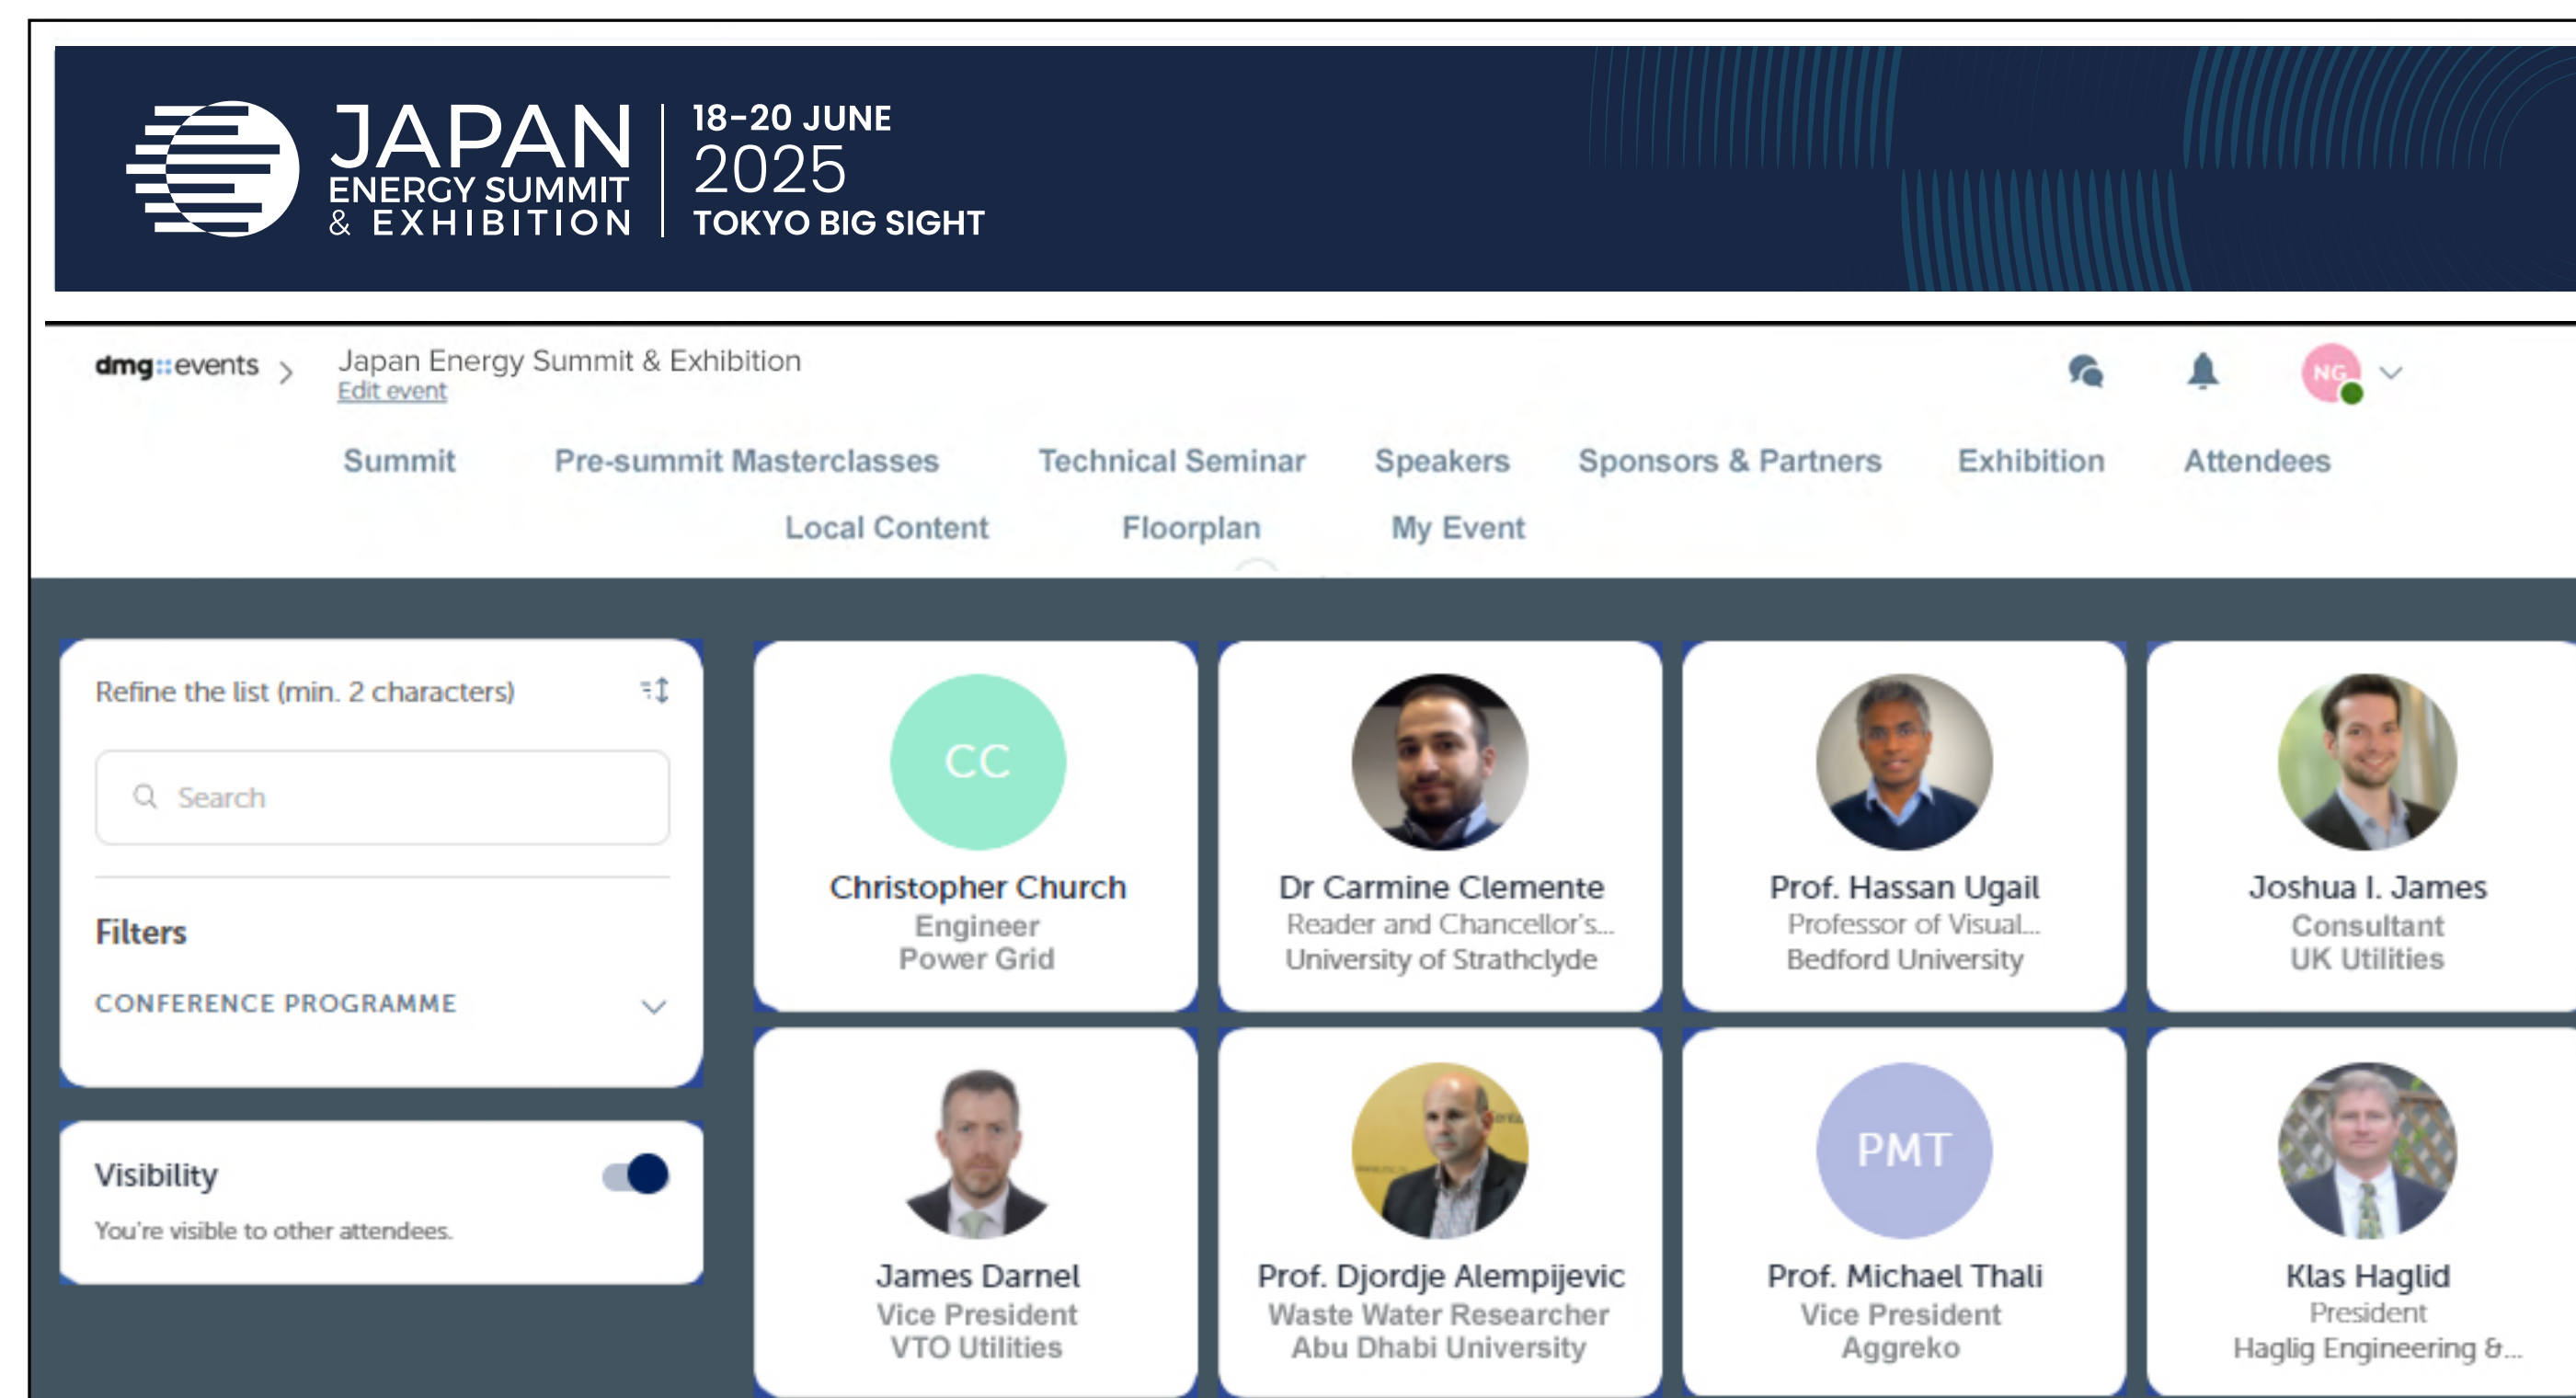 JAPAN
ENERGY SUMMIT
& EXHIBITION
18-20 JUNE
2025
TOKYO BIG SIGHT
dmg::events > Japan Energy Summit & Exhibition
Edit event
NG
Summit Pre-summit Masterclasses Technical Seminar Speakers Sponsors & Partners Exhibition Attendees
Local Content Floorplan My Event
Refine the list (min. 2 characters)
Search
Filters
CONFERENCE PROGRAMME
Visibility
You're visible to other attendees.
CC
Christopher Church
Engineer
Power Grid
Dr Carmine Clemente
Reader and Chancellor's...
University of Strathclyde
Prof. Hassan Ugail
Professor of Visual...
Bedford University
Joshua I. James
Consultant
UK Utilities
James Darnel
Vice President
VTO Utilities
Prof. Djordje Alempijevic
Waste Water Researcher
Abu Dhabi University
PMT
Prof. Michael Thali
Vice President
Aggreko
Klas Haglid
President
Haglig Engineering &...